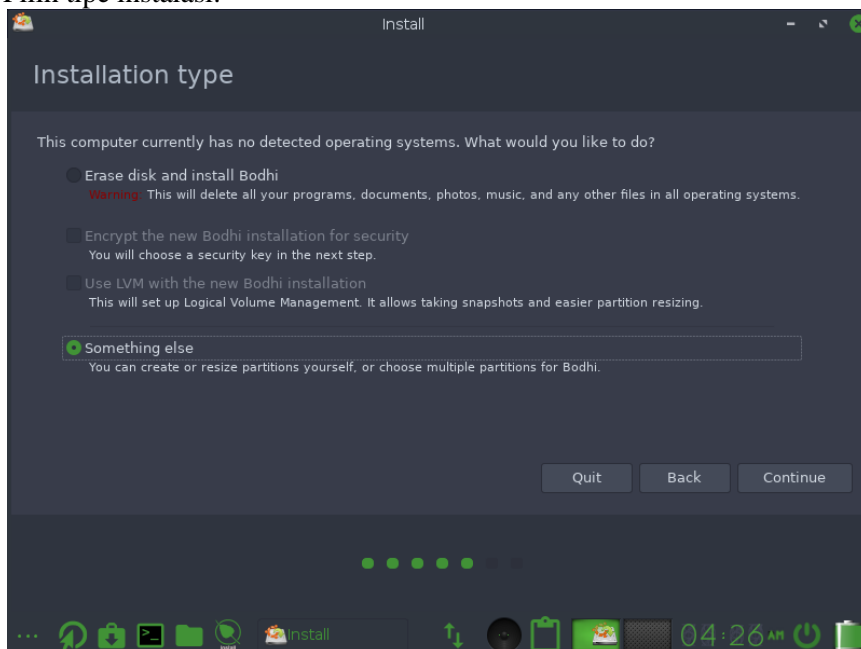 Pilih tipe instalasi.
Install
Installation type
This computer currently has no detected operating systems. What would you like to do?
Erase disk and install Bodhi
Warning: This will delete all your programs, documents, photos, music, and any other files in all operating systems.
Encrypt the new Bodhi installation for security
You will choose a security key in the next step.
Use LVM with the new Bodhi installation
This will set up Logical Volume Management. It allows taking snapshots and easier partition resizing.
Something else
You can create or resize partitions yourself, or choose multiple partitions for Bodhi.
Quit Back Continue
Install 04:26 AM